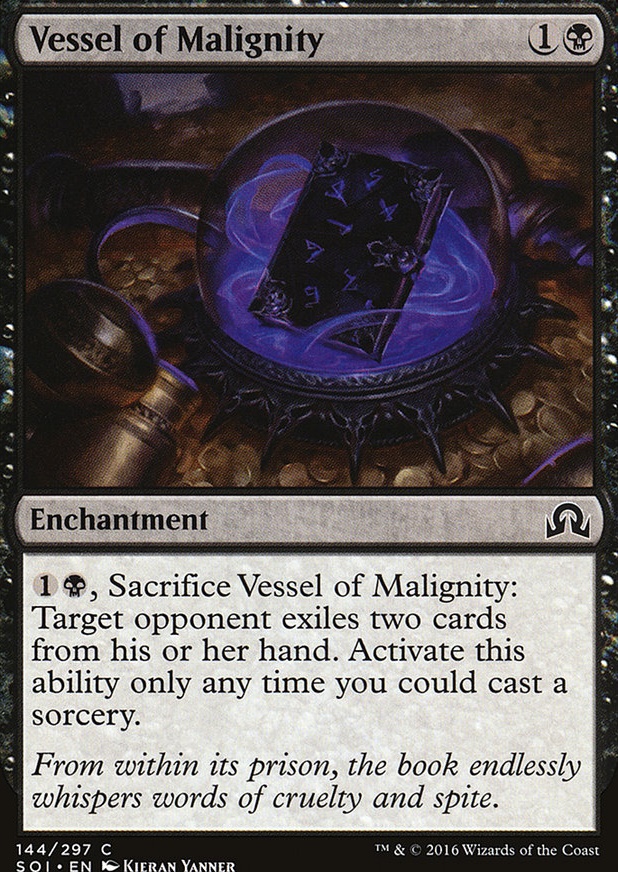 Vessel of Malignity 1
Enchantment
1, Sacrifice Vessel of Malignity:
Target opponent exiles two cards
from his or her hand. Activate this
ability only any time you could cast a
sorcery.
From within its prison, the book endlessly
whispers words of cruelty and spite.
144/297 C
™ & © 2016 Wizards of the Coast
SOI • EN KIERAN YANNER